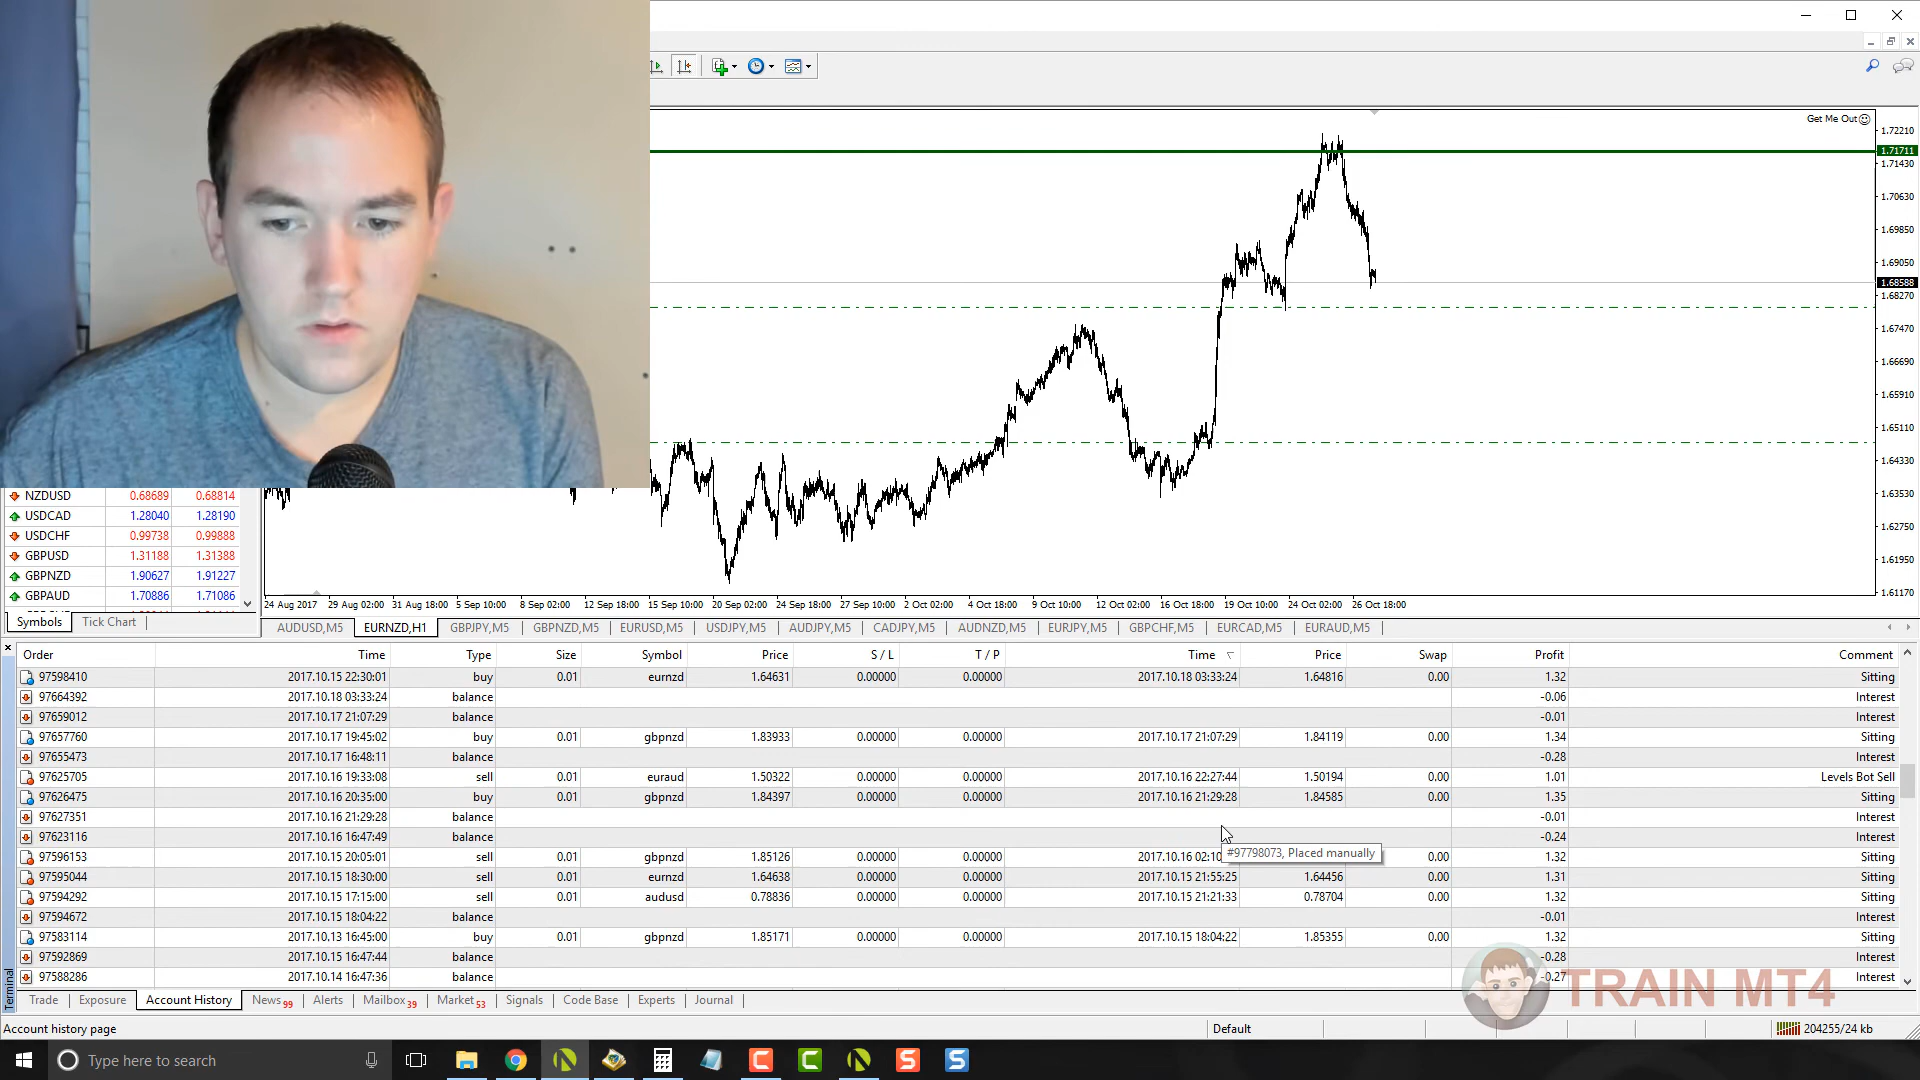 Get Me Out☺
1.72210
1.71711
1.71430
1.70630
1.69850
1.69050
1.68588
1.68270
1.67470
1.66690
1.65910
1.65110
1.64330
1.63530
1.62750
1.61950
1.61170
NZDUSD 0.68689 0.68814
USDCAD 1.28040 1.28190
USDCHF 0.99738 0.99888
GBPUSD 1.31188 1.31388
GBPNZD 1.90627 1.91227
GBPAUD 1.70886 1.71086
24 Aug 2017 29 Aug 02:00 31 Aug 18:00 5 Sep 10:00 8 Sep 02:00 12 Sep 18:00 15 Sep 10:00 20 Sep 02:00 24 Sep 18:00 27 Sep 10:00 2 Oct 02:00 4 Oct 18:00 9 Oct 10:00 12 Oct 02:00 16 Oct 18:00 19 Oct 10:00 24 Oct 02:00 26 Oct 18:00
Symbols Tick Chart
AUDUSD,M5 EURNZD,H1 GBPJPY,M5 GBPNZD,M5 EURUSD,M5 USDJPY,M5 AUDJPY,M5 CADJPY,M5 AUDNZD,M5 EURJPY,M5 GBPCHF,M5 EURCAD,M5 EURAUD,M5
Order Time Type Size Symbol Price S / L T / P Time Price Swap Profit Comment
97598410 2017.10.15 22:30:01 buy 0.01 eurnzd 1.64631 0.00000 0.00000 2017.10.18 03:33:24 1.64816 0.00 1.32 Sitting
97664392 2017.10.18 03:33:24 balance -0.06 Interest
97659012 2017.10.17 21:07:29 balance -0.01 Interest
97657760 2017.10.17 19:45:02 buy 0.01 gbpnzd 1.83933 0.00000 0.00000 2017.10.17 21:07:29 1.84119 0.00 1.34 Sitting
97655473 2017.10.17 16:48:11 balance -0.28 Interest
97625705 2017.10.16 19:33:08 sell 0.01 euraud 1.50322 0.00000 0.00000 2017.10.16 22:27:44 1.50194 0.00 1.01 Levels Bot Sell
97626475 2017.10.16 20:35:00 buy 0.01 gbpnzd 1.84397 0.00000 0.00000 2017.10.16 21:29:28 1.84585 0.00 1.35 Sitting
97627351 2017.10.16 21:29:28 balance -0.01 Interest
97623116 2017.10.16 16:47:49 balance -0.24 Interest
#97798073, Placed manually
97596153 2017.10.15 20:05:01 sell 0.01 gbpnzd 1.85126 0.00000 0.00000 2017.10.16 02:10 0.00 1.32 Sitting
97595044 2017.10.15 18:30:00 sell 0.01 eurnzd 1.64638 0.00000 0.00000 2017.10.15 21:55:25 1.64456 0.00 1.31 Sitting
97594292 2017.10.15 17:15:00 sell 0.01 audusd 0.78836 0.00000 0.00000 2017.10.15 21:21:33 0.78704 0.00 1.32 Sitting
97594672 2017.10.15 18:04:22 balance -0.01 Interest
97583114 2017.10.13 16:45:00 buy 0.01 gbpnzd 1.85171 0.00000 0.00000 2017.10.15 18:04:22 1.85355 0.00 1.32 Sitting
97592869 2017.10.15 16:47:44 balance -0.28 Interest
97588286 2017.10.14 16:47:36 balance -0.27 Interest
TRAIN MT4
Terminal
Trade Exposure Account History News 99 Alerts Mailbox 39 Market 53 Signals Code Base Experts Journal
Account history page Default 204255/24 kb
Type here to search